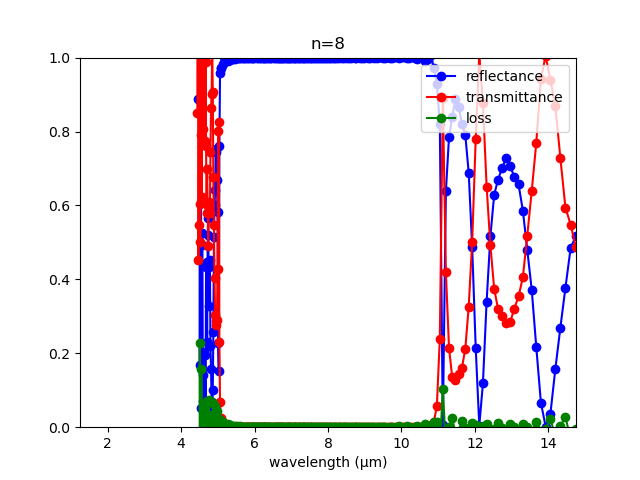 n=8
reflectance
transmittance
loss
1.0
0.8
0.6
0.4
0.2
0.0
2 4 6 8 10 12 14
wavelength (μm)